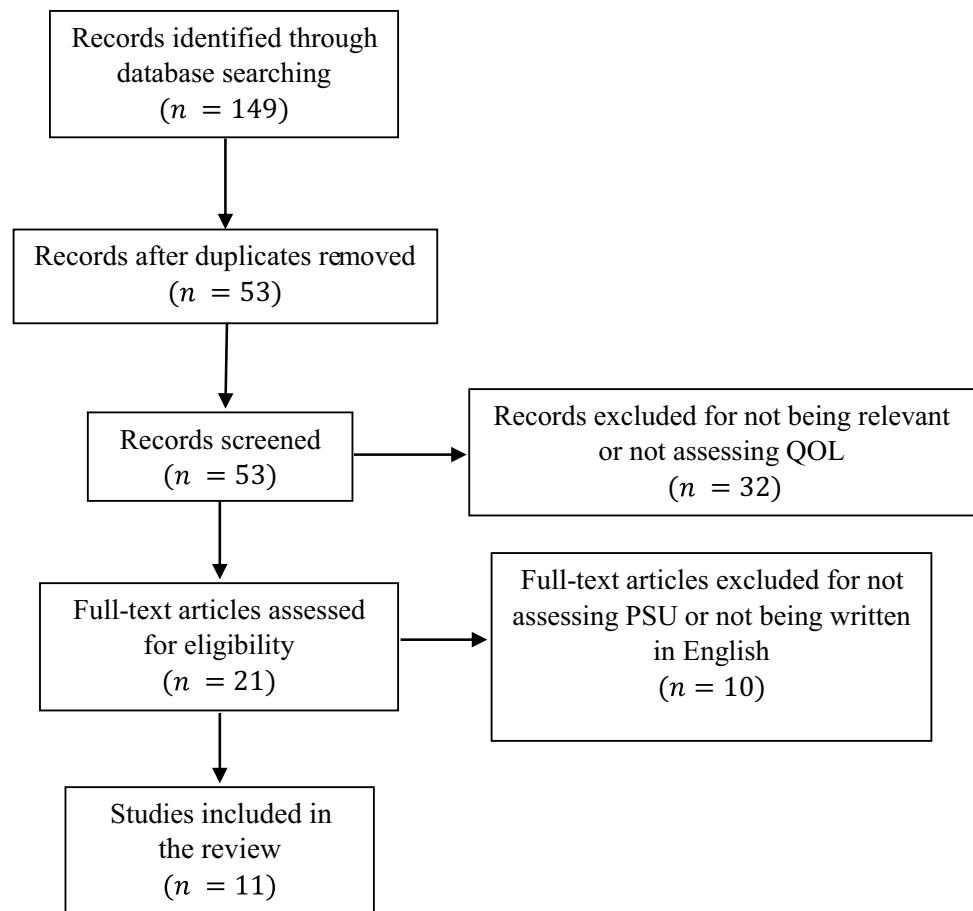 Records identified through
database searching
(n = 149)
Records after duplicates removed
(n = 53)
Records screened
(n = 53)
Records excluded for not being relevant
or not assessing QOL
(n = 32)
Full-text articles assessed
for eligibility
(n = 21)
Full-text articles excluded for not
assessing PSU or not being written
in English
(n = 10)
Studies included in
the review
(n = 11)